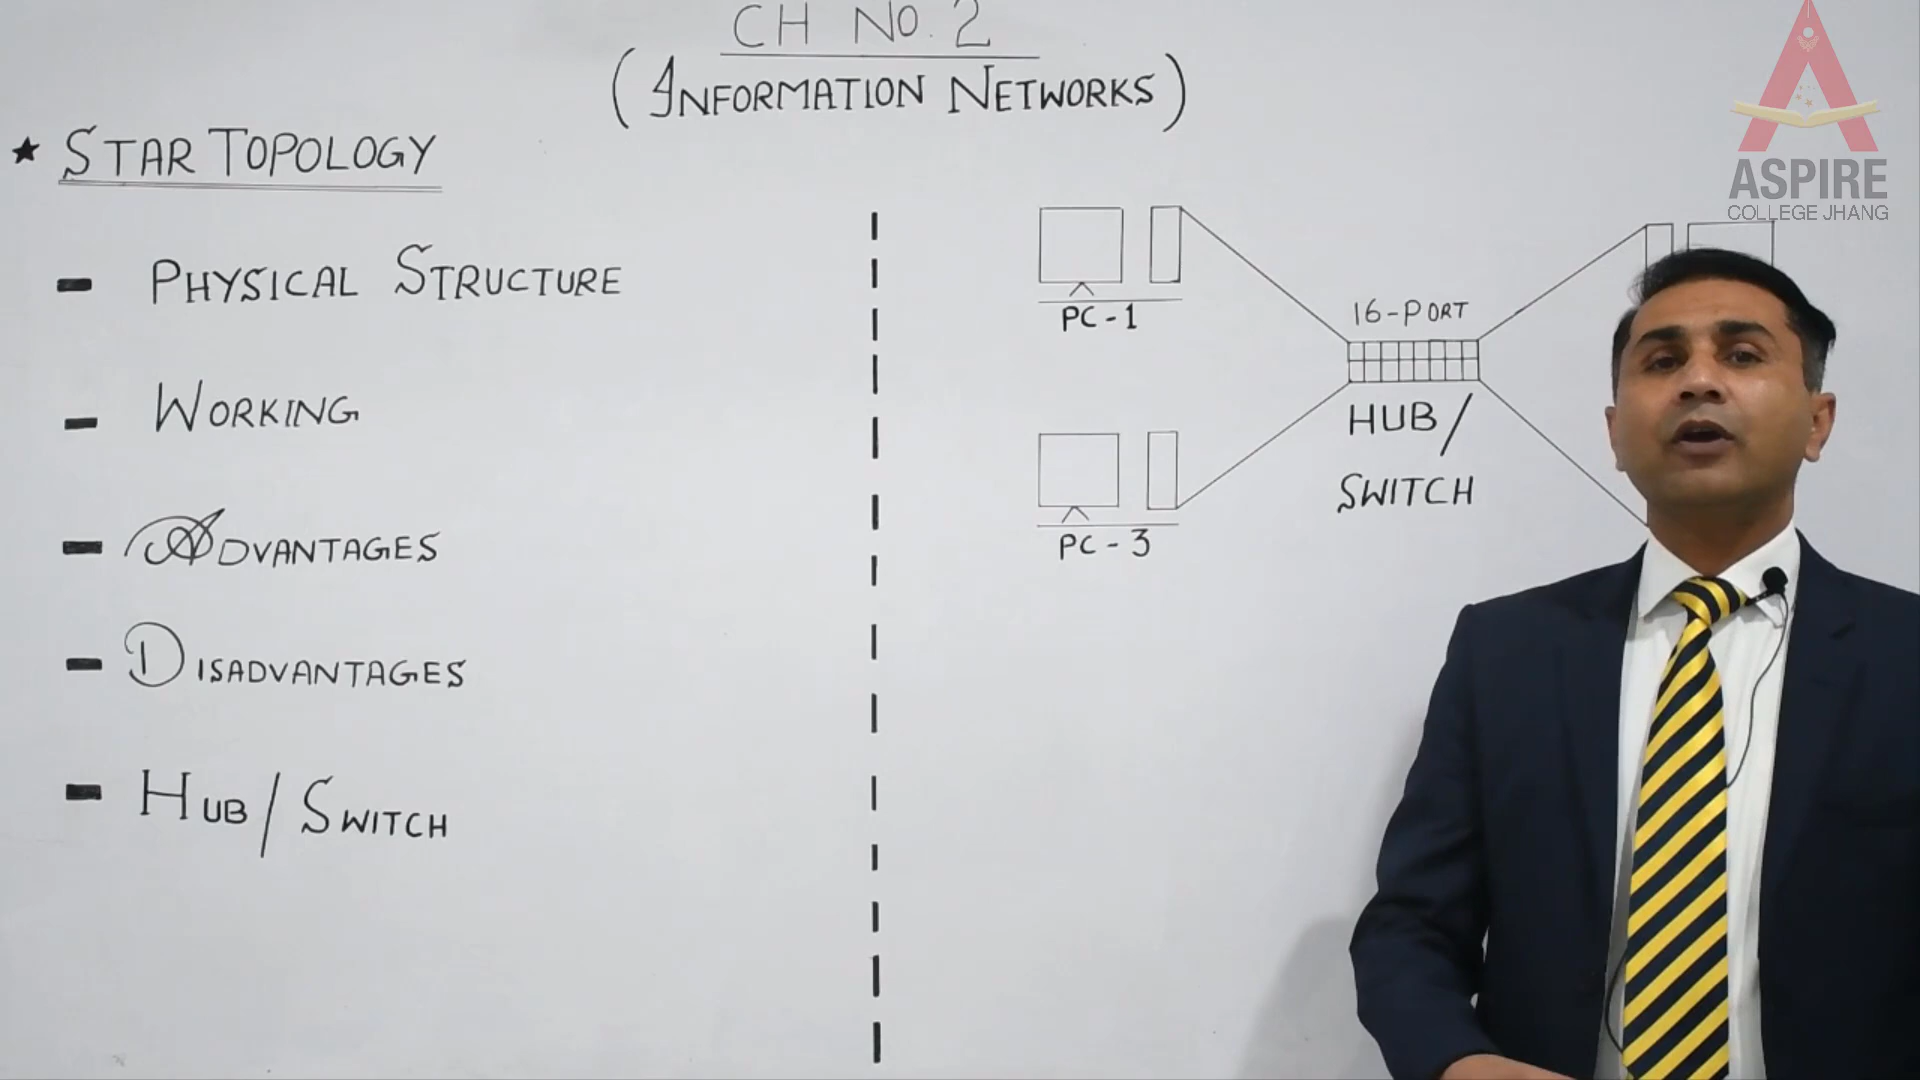 CH NO. 2
(INFORMATION NETWORKS)
★ STAR TOPOLOGY
- PHYSICAL STRUCTURE
- WORKING
- ADVANTAGES
- DISADVANTAGES
- HUB/SWITCH
PC-1
16-PORT
HUB/
SWITCH
PC-3
ASPIRE
COLLEGE JHANG